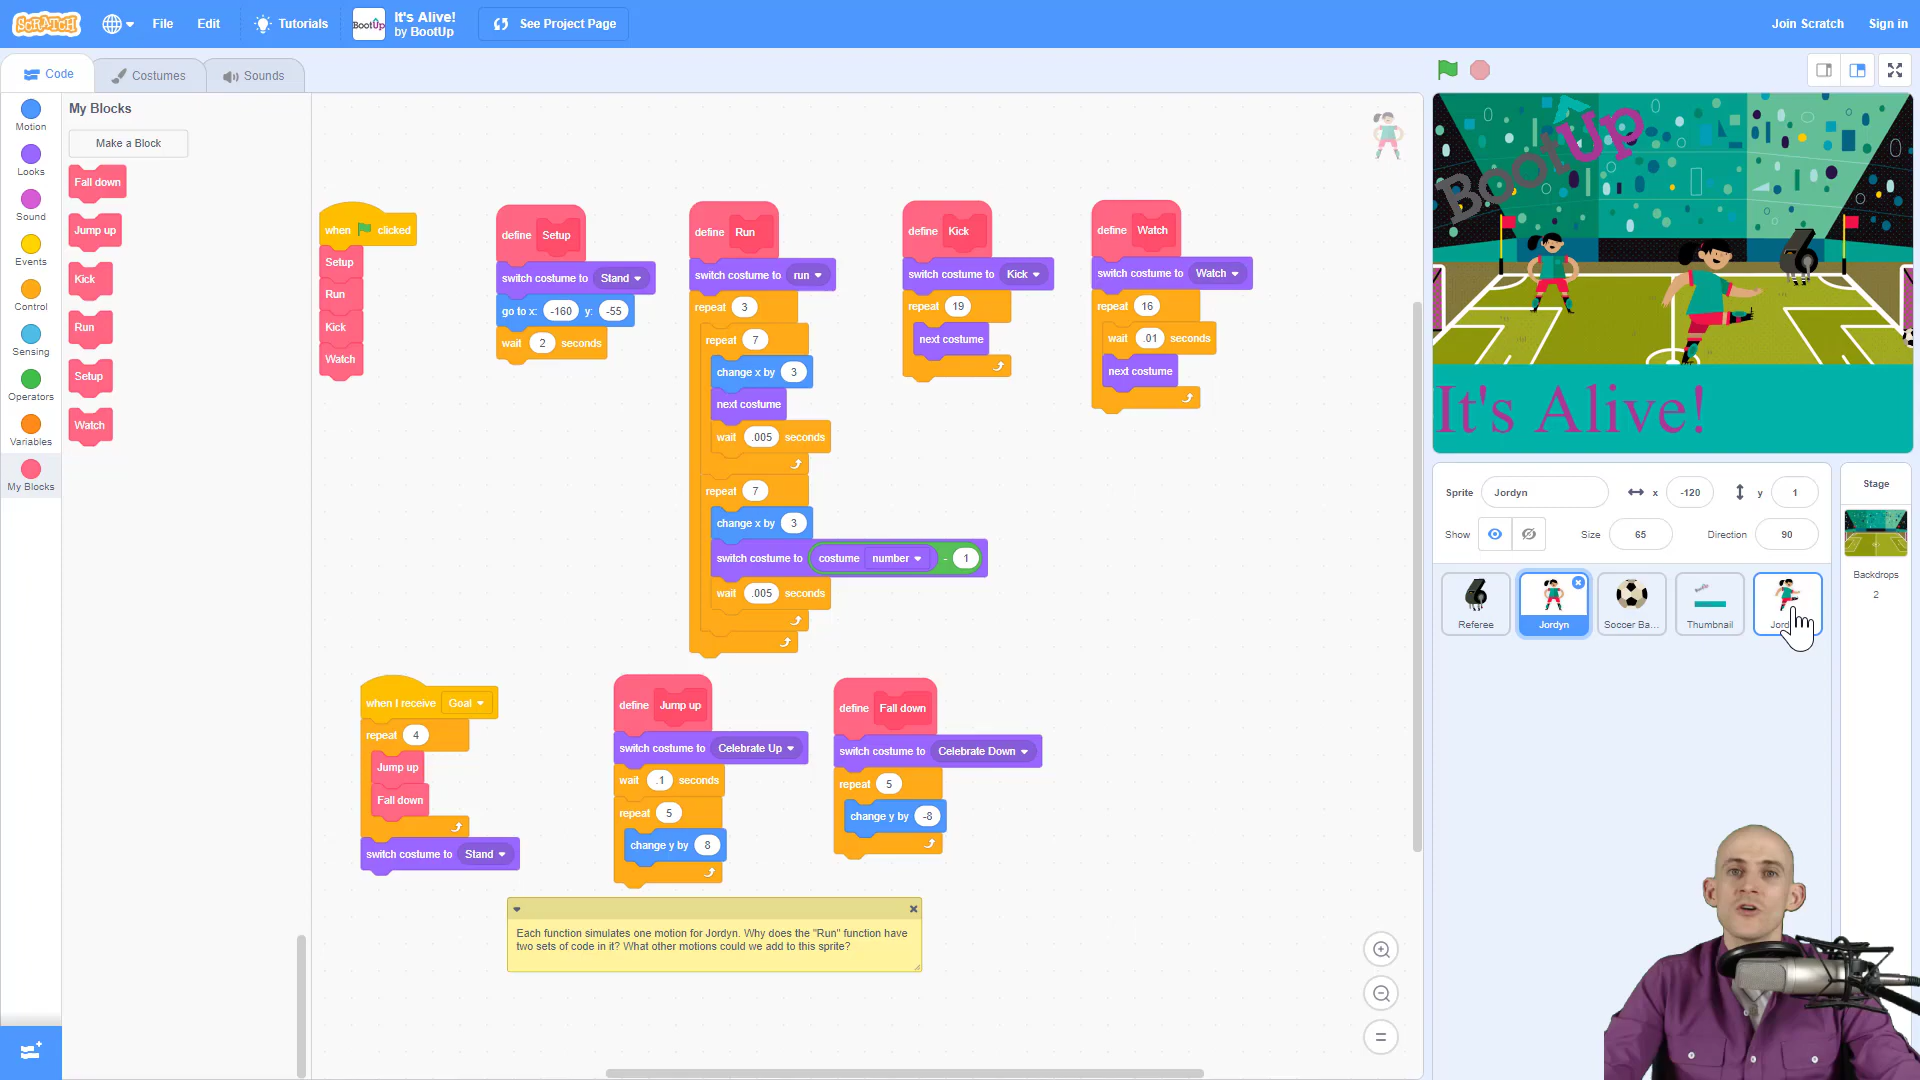 SCRATCH
File
Edit
Tutorials
BootUp
It's Alive!
by BootUp
See Project Page
Join Scratch
Sign in
Code
Costumes
Sounds
Motion
Looks
Sound
Events
Control
Sensing
Operators
Variables
My Blocks
My Blocks
Make a Block
Fall down
Jump up
Kick
Run
Setup
Watch
when clicked
Setup
Run
Kick
Watch
define Setup
switch costume to Stand
go to x: -160 y: -55
wait 2 seconds
define Run
switch costume to run
repeat 3
repeat 7
change x by 3
next costume
wait .005 seconds
repeat 7
change x by 3
switch costume to costume number - 1
wait .005 seconds
define Kick
switch costume to Kick
repeat 19
next costume
define Watch
switch costume to Watch
repeat 16
wait .01 seconds
next costume
when I receive Goal
repeat 4
Jump up
Fall down
switch costume to Stand
define Jump up
switch costume to Celebrate Up
wait .1 seconds
repeat 5
change y by 8
define Fall down
switch costume to Celebrate Down
repeat 5
change y by -8
Each function simulates one motion for Jordyn. Why does the "Run" function have
two sets of code in it? What other motions could we add to this sprite?
BootUp
It's Alive!
Sprite Jordyn x -120 y 1
Show Size 65 Direction 90
Referee
Jordyn
Soccer Ba...
Thumbnail
Stage
Backdrops
2